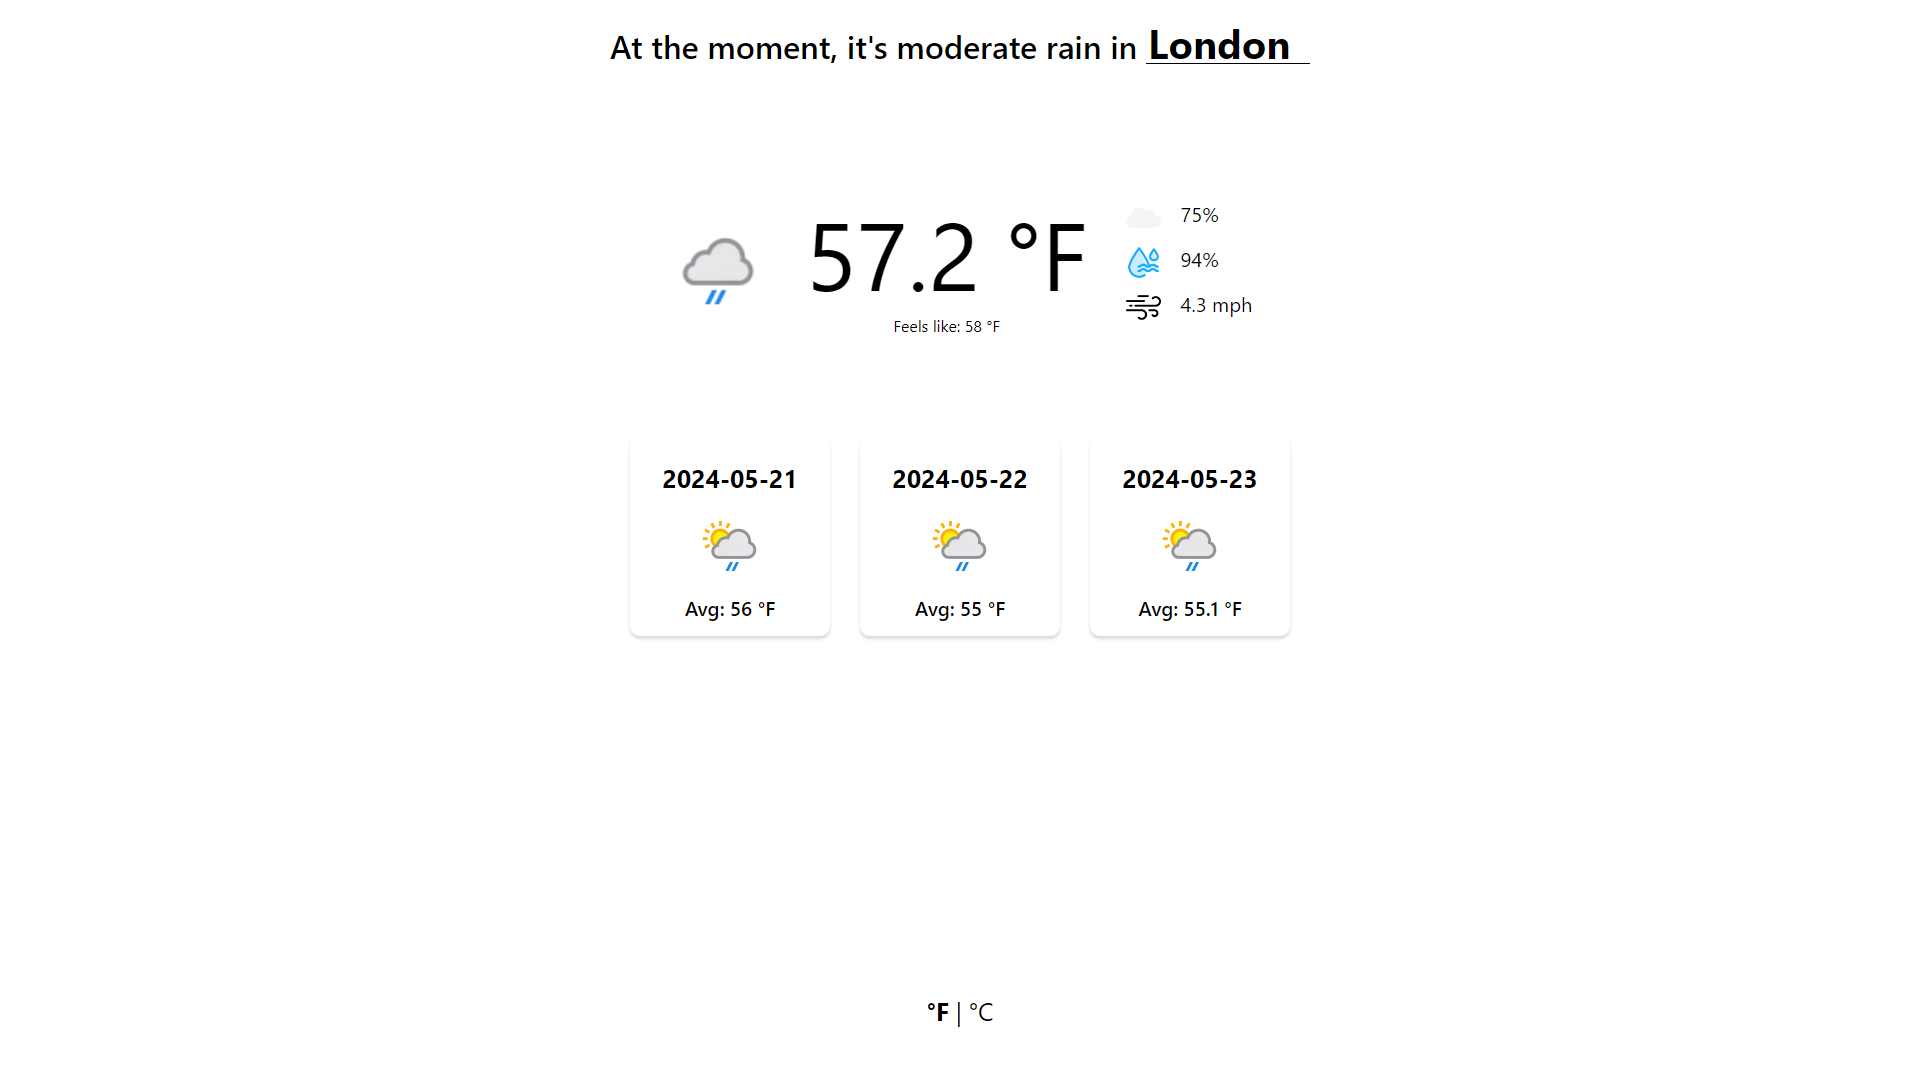 At the moment, it's moderate rain in London
75%
57.2 °F
94%
4.3 mph
Feels like: 58 °F
2024-05-21
Avg: 56 °F
2024-05-22
Avg: 55 °F
2024-05-23
Avg: 55.1 °F
°F | °C